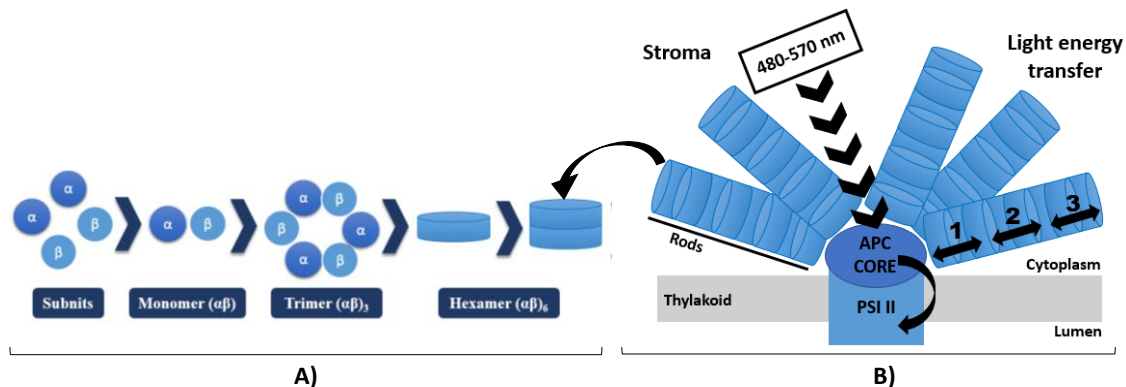 α
α
β
β
α
β
α
β
β
α
α
β
Subnits
Monomer (αβ)
Trimer (αβ)₃
Hexamer (αβ)₆
A)
Stroma
480-570 nm
Light energy
transfer
Rods
1
2
3
APC
CORE
Cytoplasm
Thylakoid
PSI II
Lumen
B)